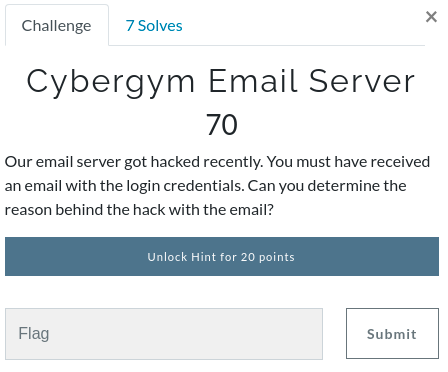 Challenge
7 Solves
×
Cybergym Email Server
70
Our email server got hacked recently. You must have received
an email with the login credentials. Can you determine the
reason behind the hack with the email?
Unlock Hint for 20 points
Flag
Submit